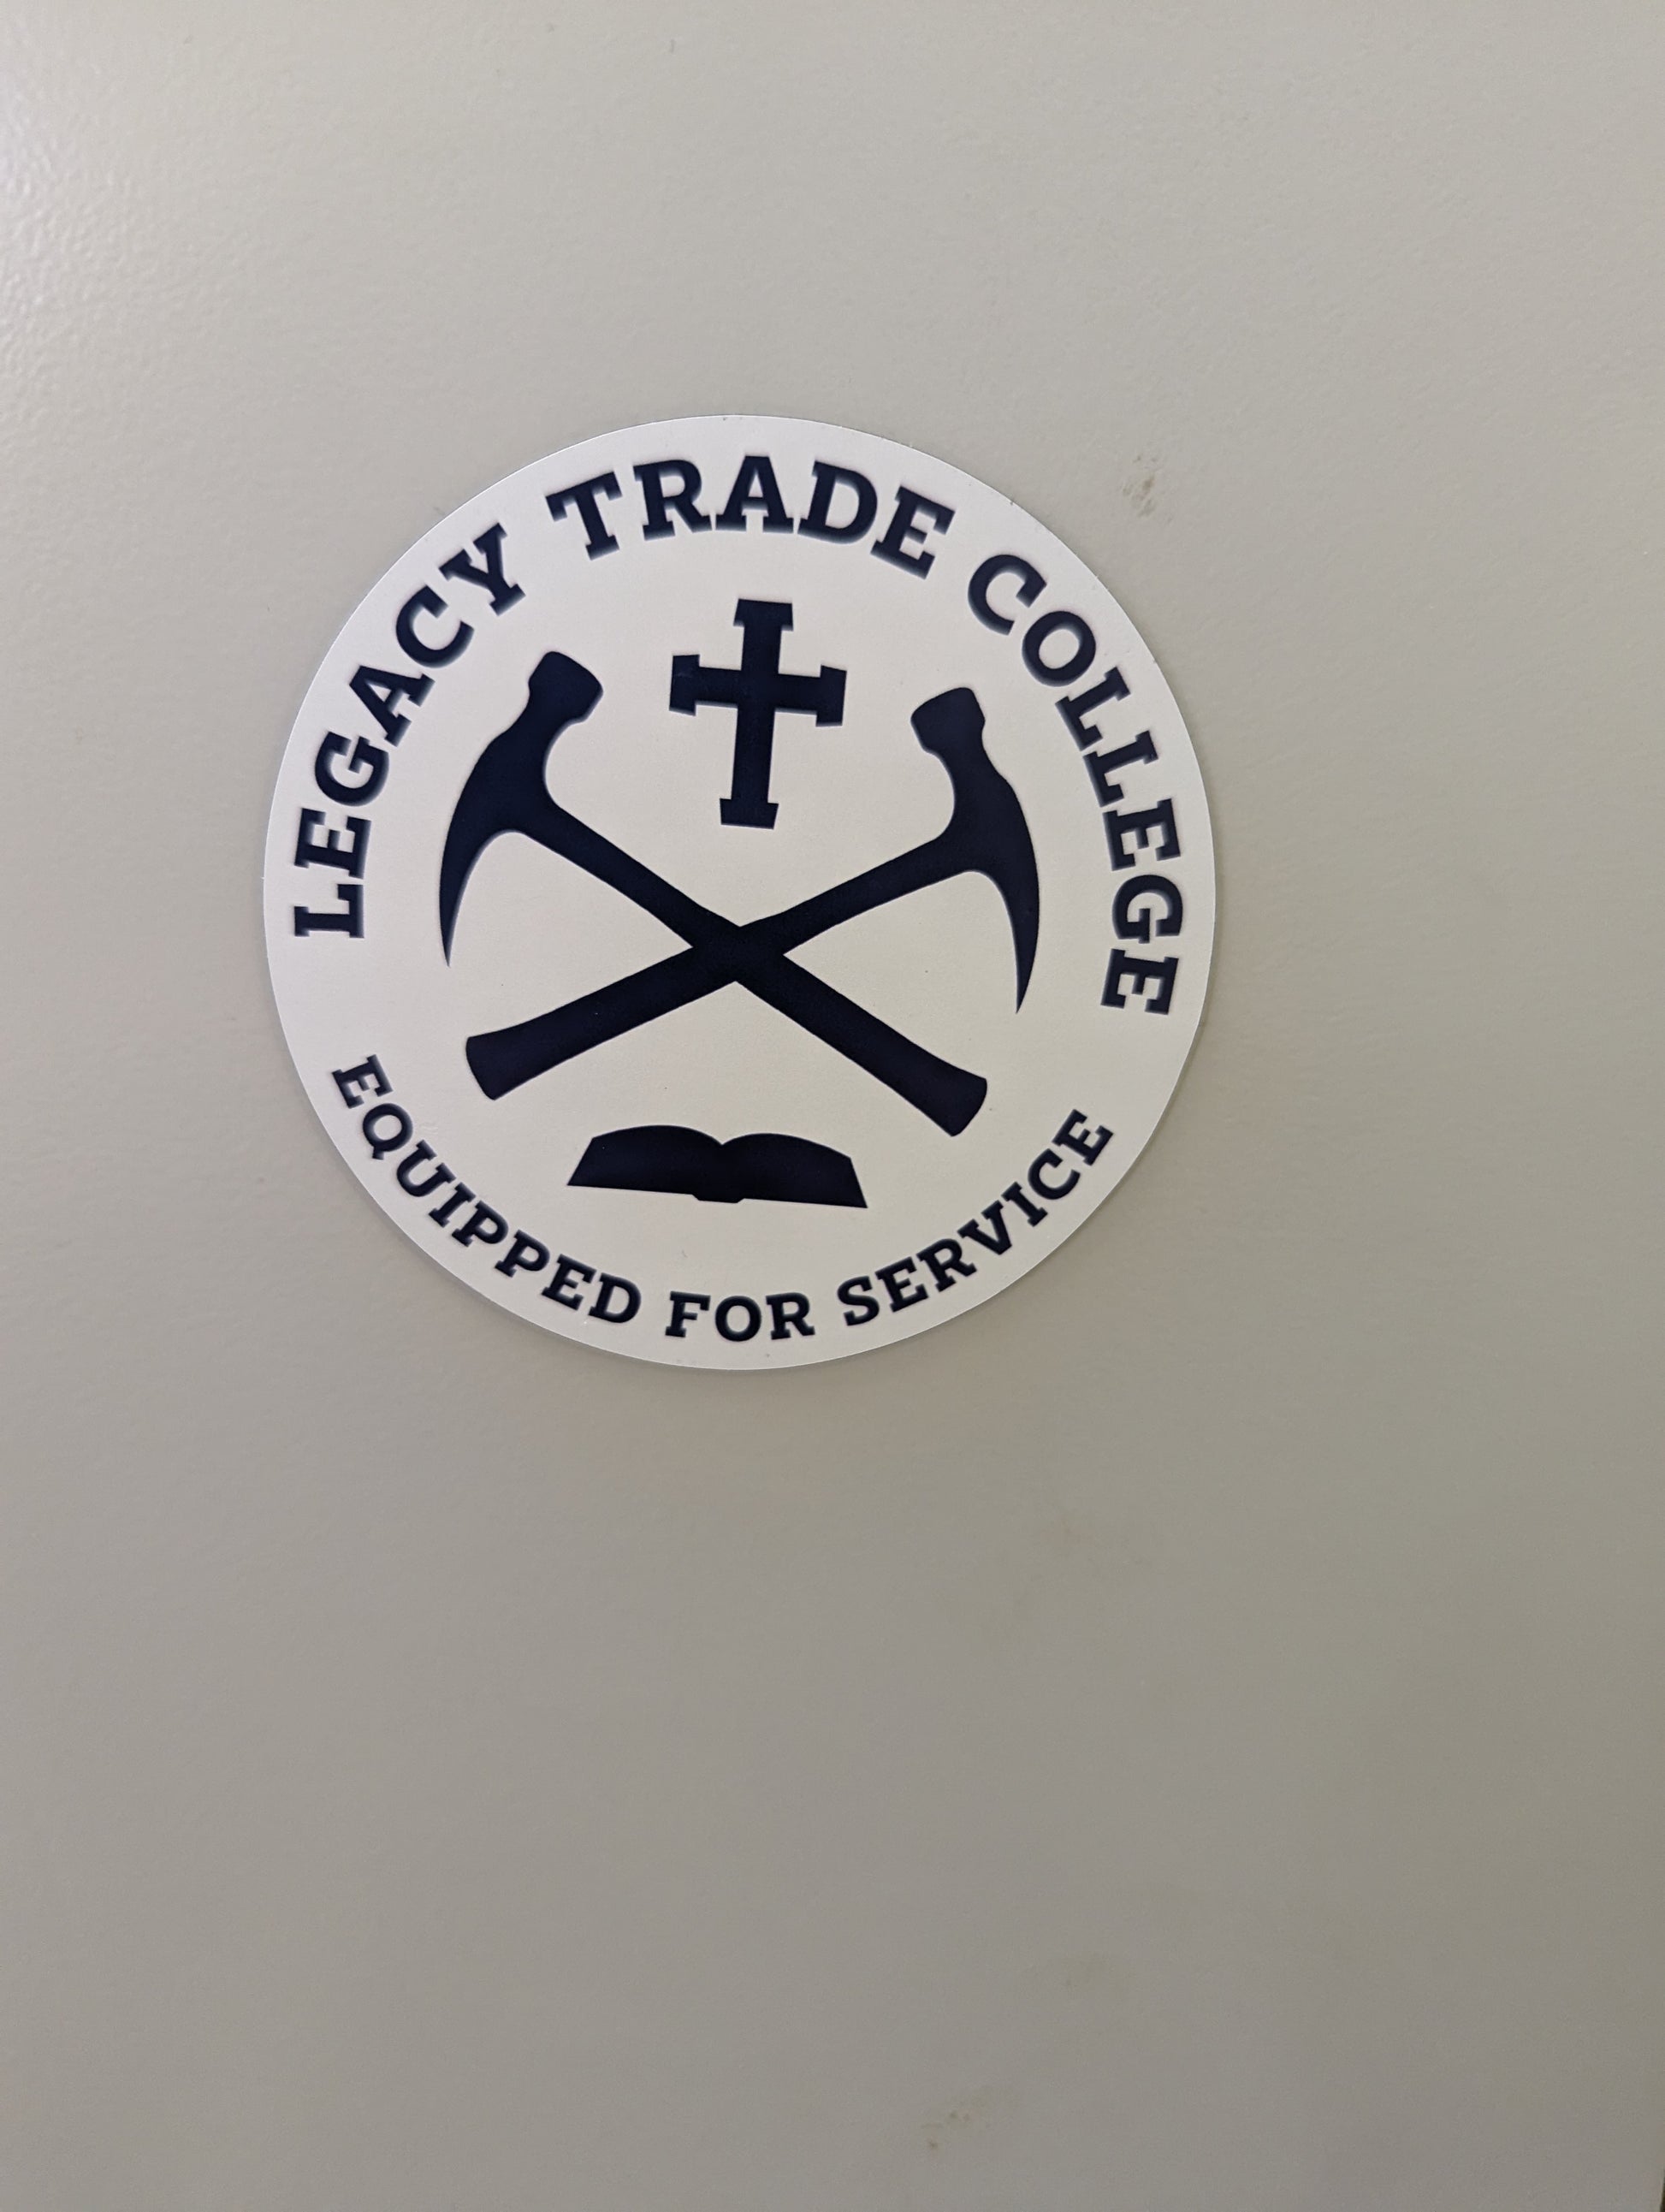 LEGACY TRADE COLLEGE
EQUIPPED FOR SERVICE